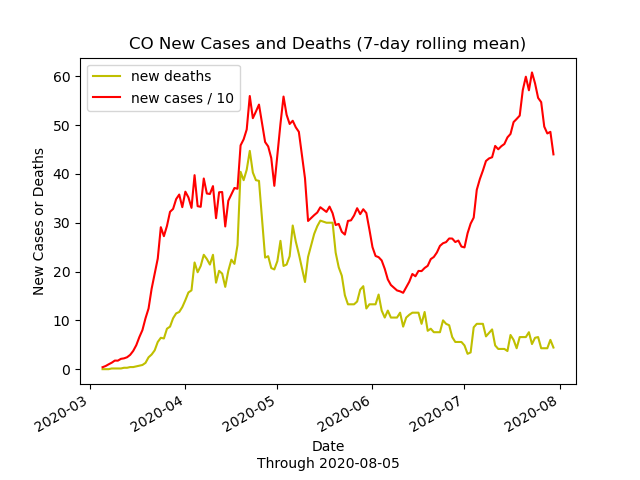 CO New Cases and Deaths (7-day rolling mean)
new deaths
new cases / 10
New Cases or Deaths
60
50
40
30
20
10
0
2020-03
2020-04
2020-05
2020-06
2020-07
2020-08
Date
Through 2020-08-05